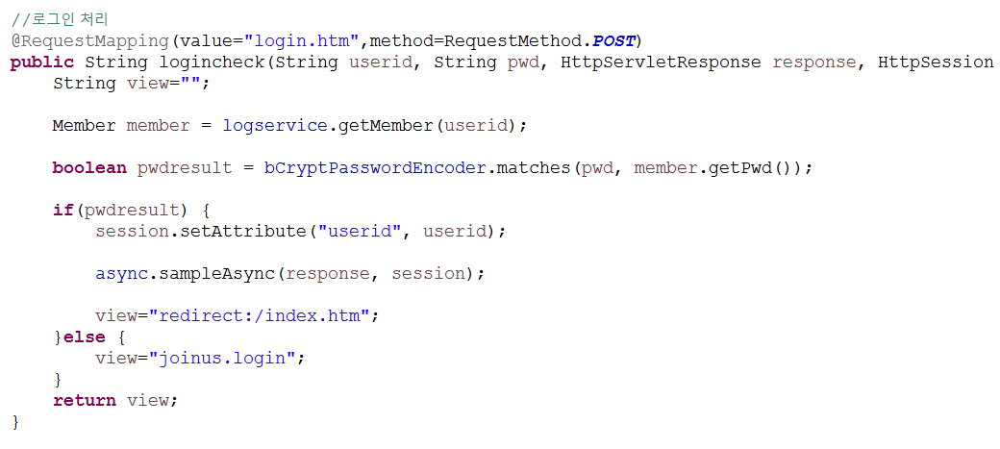 //로그인 처리
@RequestMapping(value="login.htm",method=RequestMethod.POST)
public String logincheck(String userid, String pwd, HttpServletResponse response, HttpSession
String view="";
Member member = logservice.getMember(userid);
boolean pwdresult = bCryptPasswordEncoder.matches(pwd, member.getPwd());
if(pwdresult) {
session.setAttribute("userid", userid);
async.sampleAsync(response, session);
view="redirect:/index.htm";
}else {
view="joinus.login";
}
return view;
}